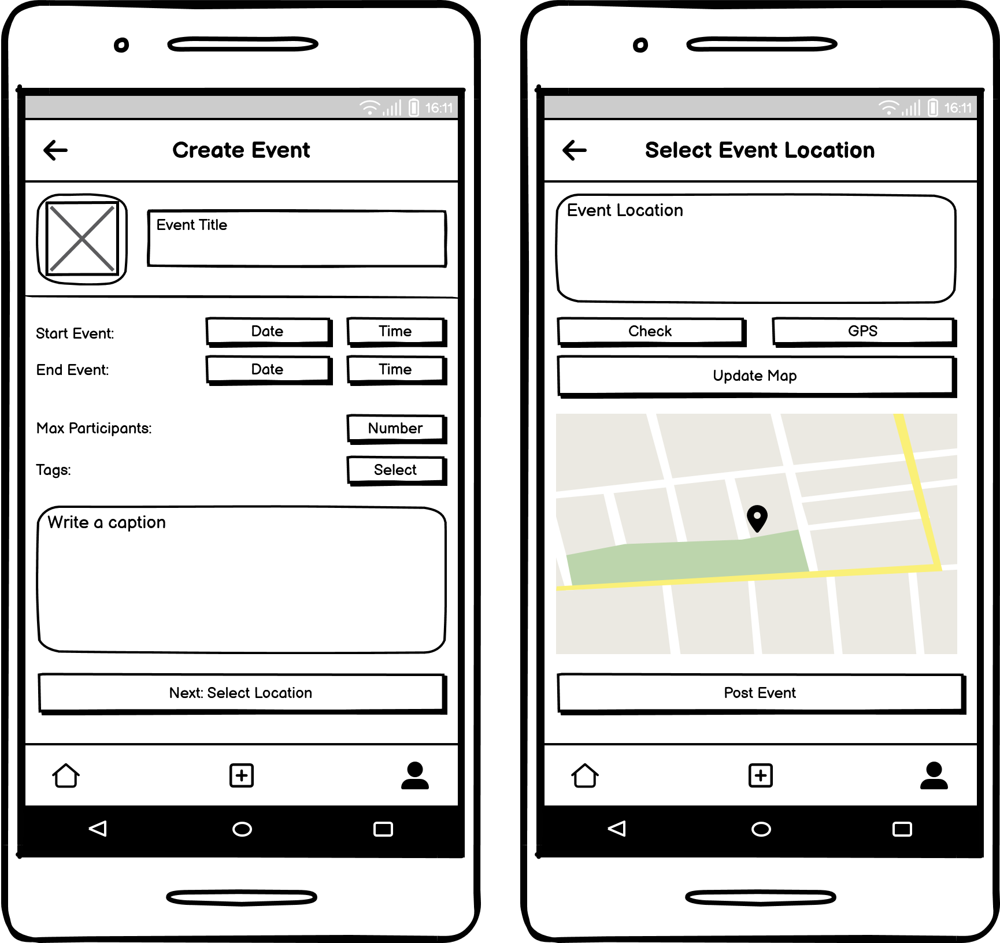 16:11
Create Event
Event Title
Start Event: Date Time
End Event: Date Time
Max Participants: Number
Tags: Select
Write a caption
Next: Select Location
16:11
Select Event Location
Event Location
Check GPS
Update Map
Post Event